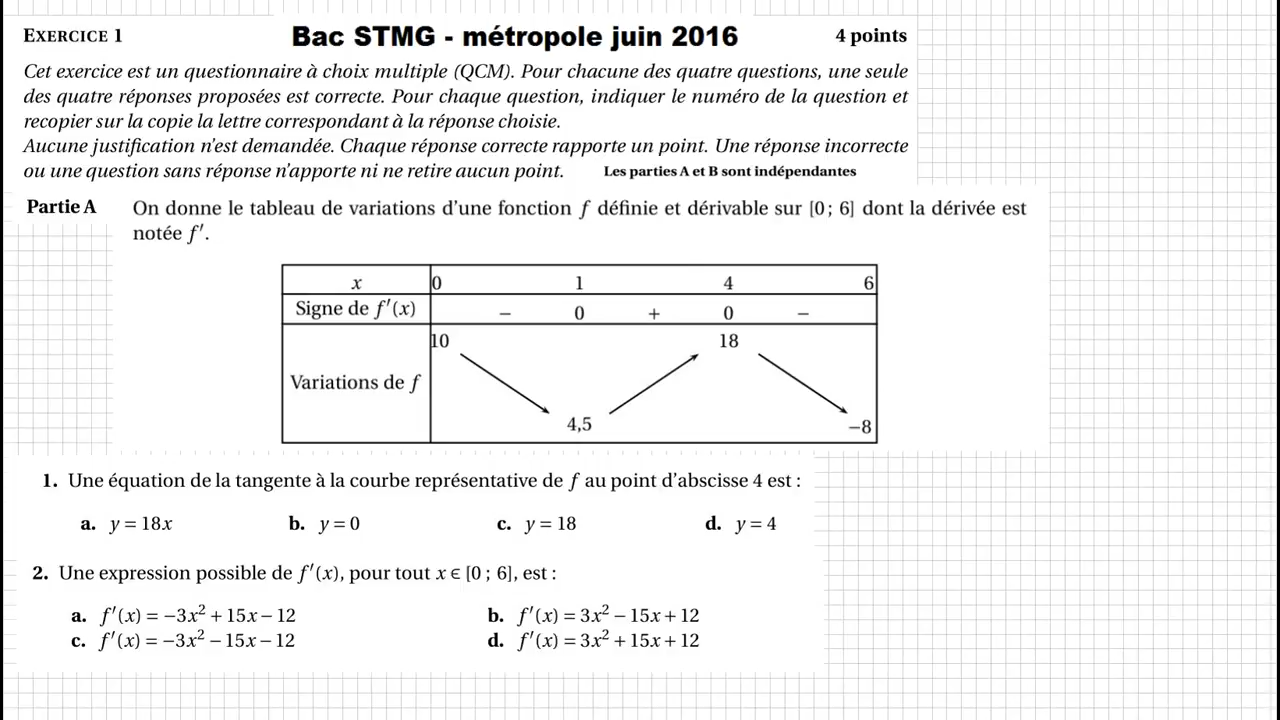 EXERCICE 1 Bac STMG - métropole juin 2016 4 points
Cet exercice est un questionnaire à choix multiple (QCM). Pour chacune des quatre questions, une seule
des quatre réponses proposées est correcte. Pour chaque question, indiquer le numéro de la question et
recopier sur la copie la lettre correspondant à la réponse choisie.
Aucune justification n'est demandée. Chaque réponse correcte rapporte un point. Une réponse incorrecte
ou une question sans réponse n'apporte ni ne retire aucun point. Les parties A et B sont indépendantes
Partie A On donne le tableau de variations d'une fonction f définie et dérivable sur [0 ; 6] dont la dérivée est
notée f′.
x 0 1 4 6
Signe de f′(x) − 0 + 0 −
10 18
Variations de f
4,5 −8
1. Une équation de la tangente à la courbe représentative de f au point d'abscisse 4 est :
a. y = 18x b. y = 0 c. y = 18 d. y = 4
2. Une expression possible de f′(x), pour tout x ∈ [0 ; 6], est :
a. f′(x) = −3x² + 15x − 12 b. f′(x) = 3x² − 15x + 12
c. f′(x) = −3x² − 15x − 12 d. f′(x) = 3x² + 15x + 12